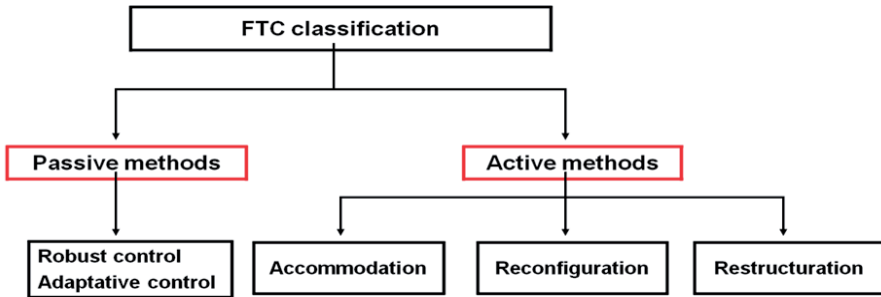 FTC classification
Passive methods
Active methods
Robust control
Adaptative control
Accommodation
Reconfiguration
Restructuration